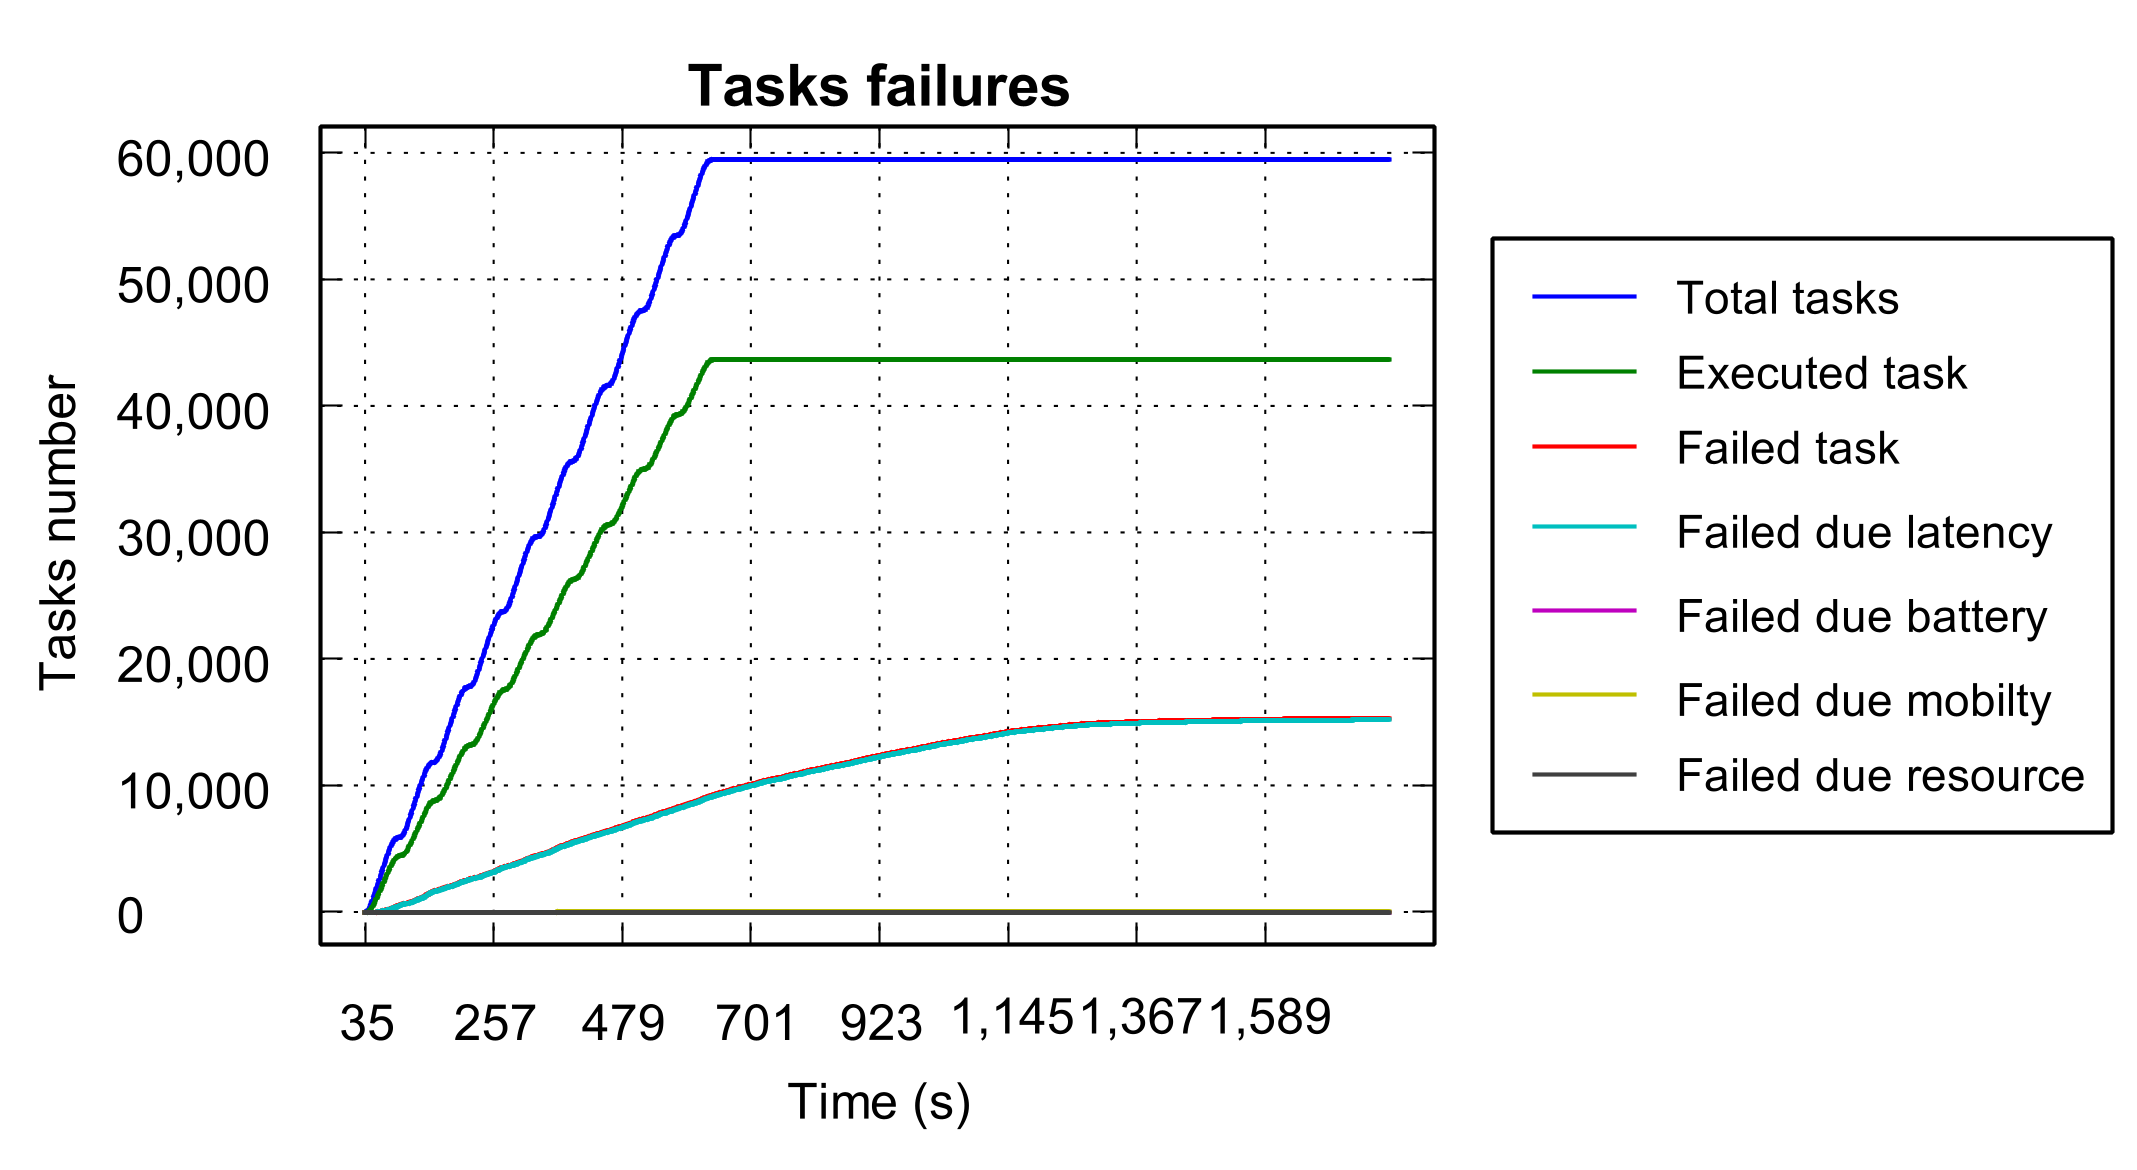 Tasks failures
60,000
50,000
40,000
30,000
20,000
10,000
0
Tasks number
35 257 479 701 923 1,145 1,367 1,589
Time (s)
Total tasks
Executed task
Failed task
Failed due latency
Failed due battery
Failed due mobilty
Failed due resource